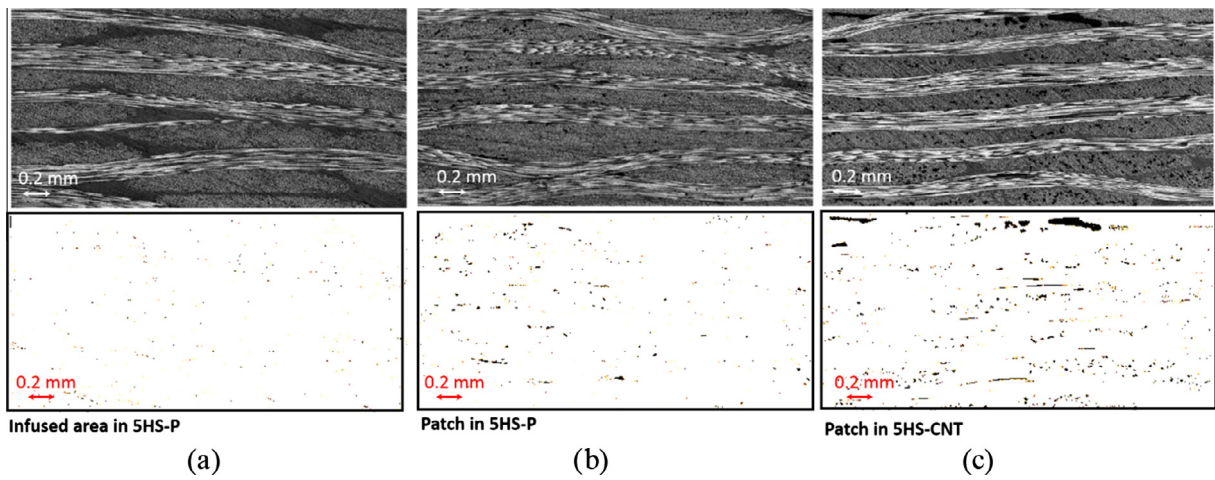 0.2 mm
0.2 mm
0.2 mm
0.2 mm
0.2 mm
0.2 mm
Infused area in 5HS-P
Patch in 5HS-P
Patch in 5HS-CNT
(a)
(b)
(c)